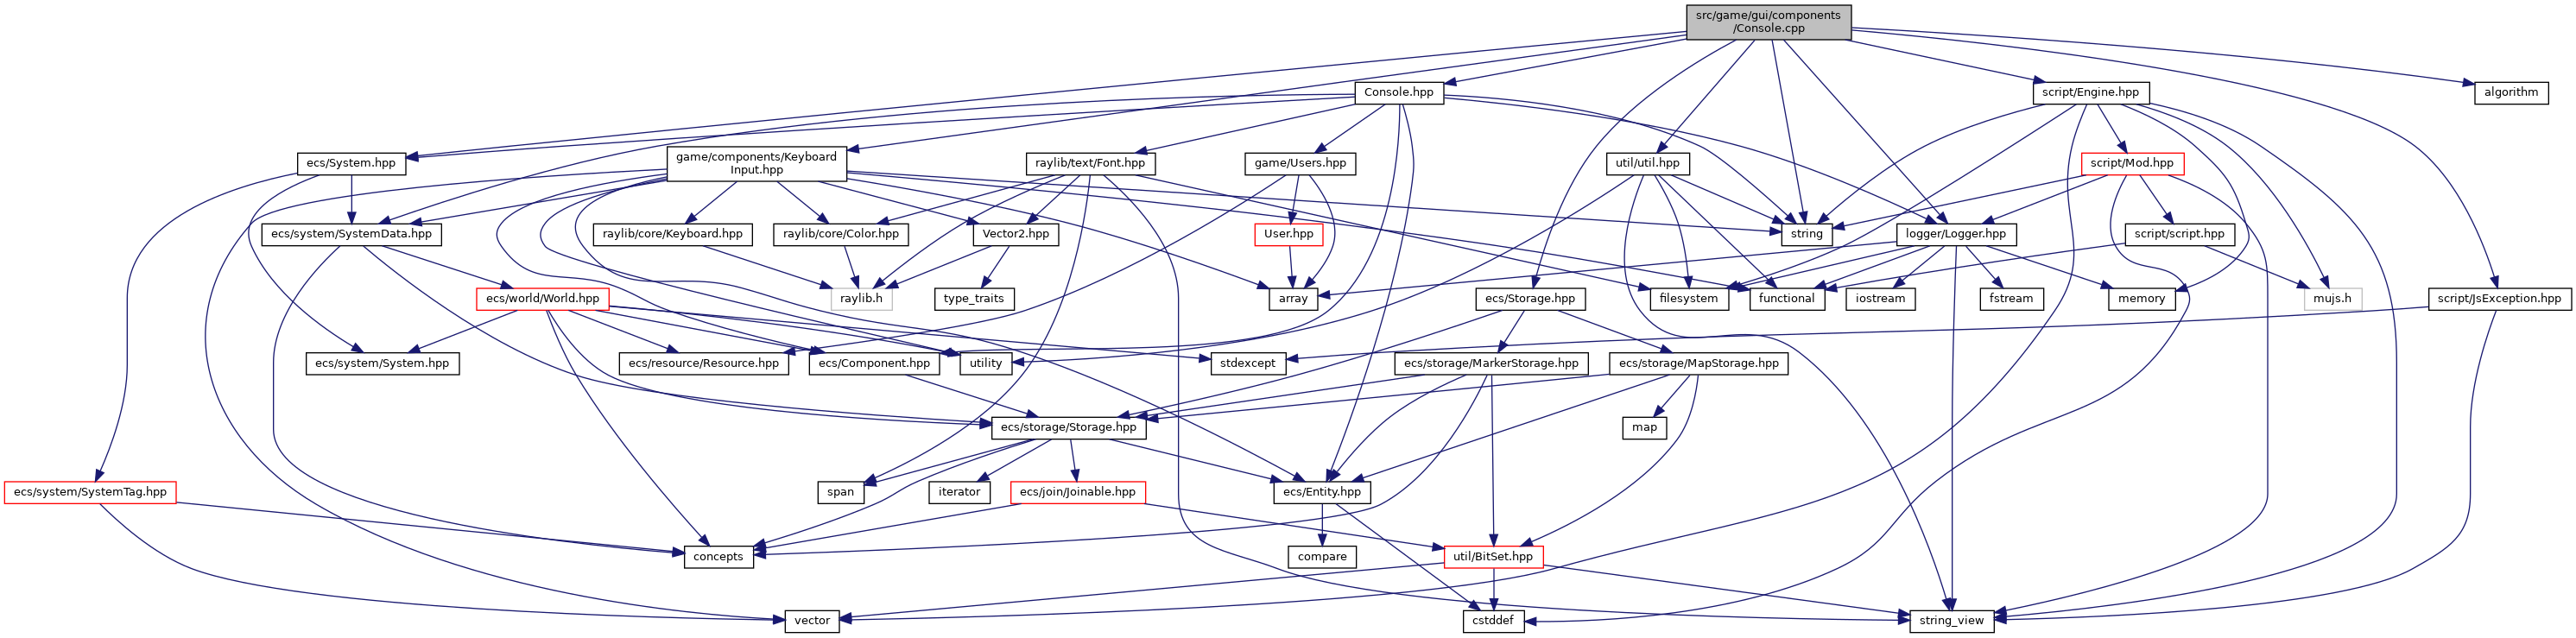 src/game/gui/components
/Console.cpp
Console.hpp
script/Engine.hpp
algorithm
ecs/System.hpp
game/components/Keyboard
Input.hpp
raylib/text/Font.hpp
game/Users.hpp
util/util.hpp
script/Mod.hpp
ecs/system/SystemData.hpp
raylib/core/Keyboard.hpp
raylib/core/Color.hpp
Vector2.hpp
User.hpp
string
logger/Logger.hpp
script/script.hpp
raylib.h
type_traits
array
ecs/Storage.hpp
filesystem
functional
iostream
fstream
memory
mujs.h
script/JsException.hpp
ecs/world/World.hpp
ecs/system/System.hpp
ecs/resource/Resource.hpp
ecs/Component.hpp
utility
stdexcept
ecs/storage/MarkerStorage.hpp
ecs/storage/MapStorage.hpp
ecs/storage/Storage.hpp
map
ecs/system/SystemTag.hpp
span
iterator
ecs/join/Joinable.hpp
ecs/Entity.hpp
concepts
compare
util/BitSet.hpp
vector
cstddef
string_view